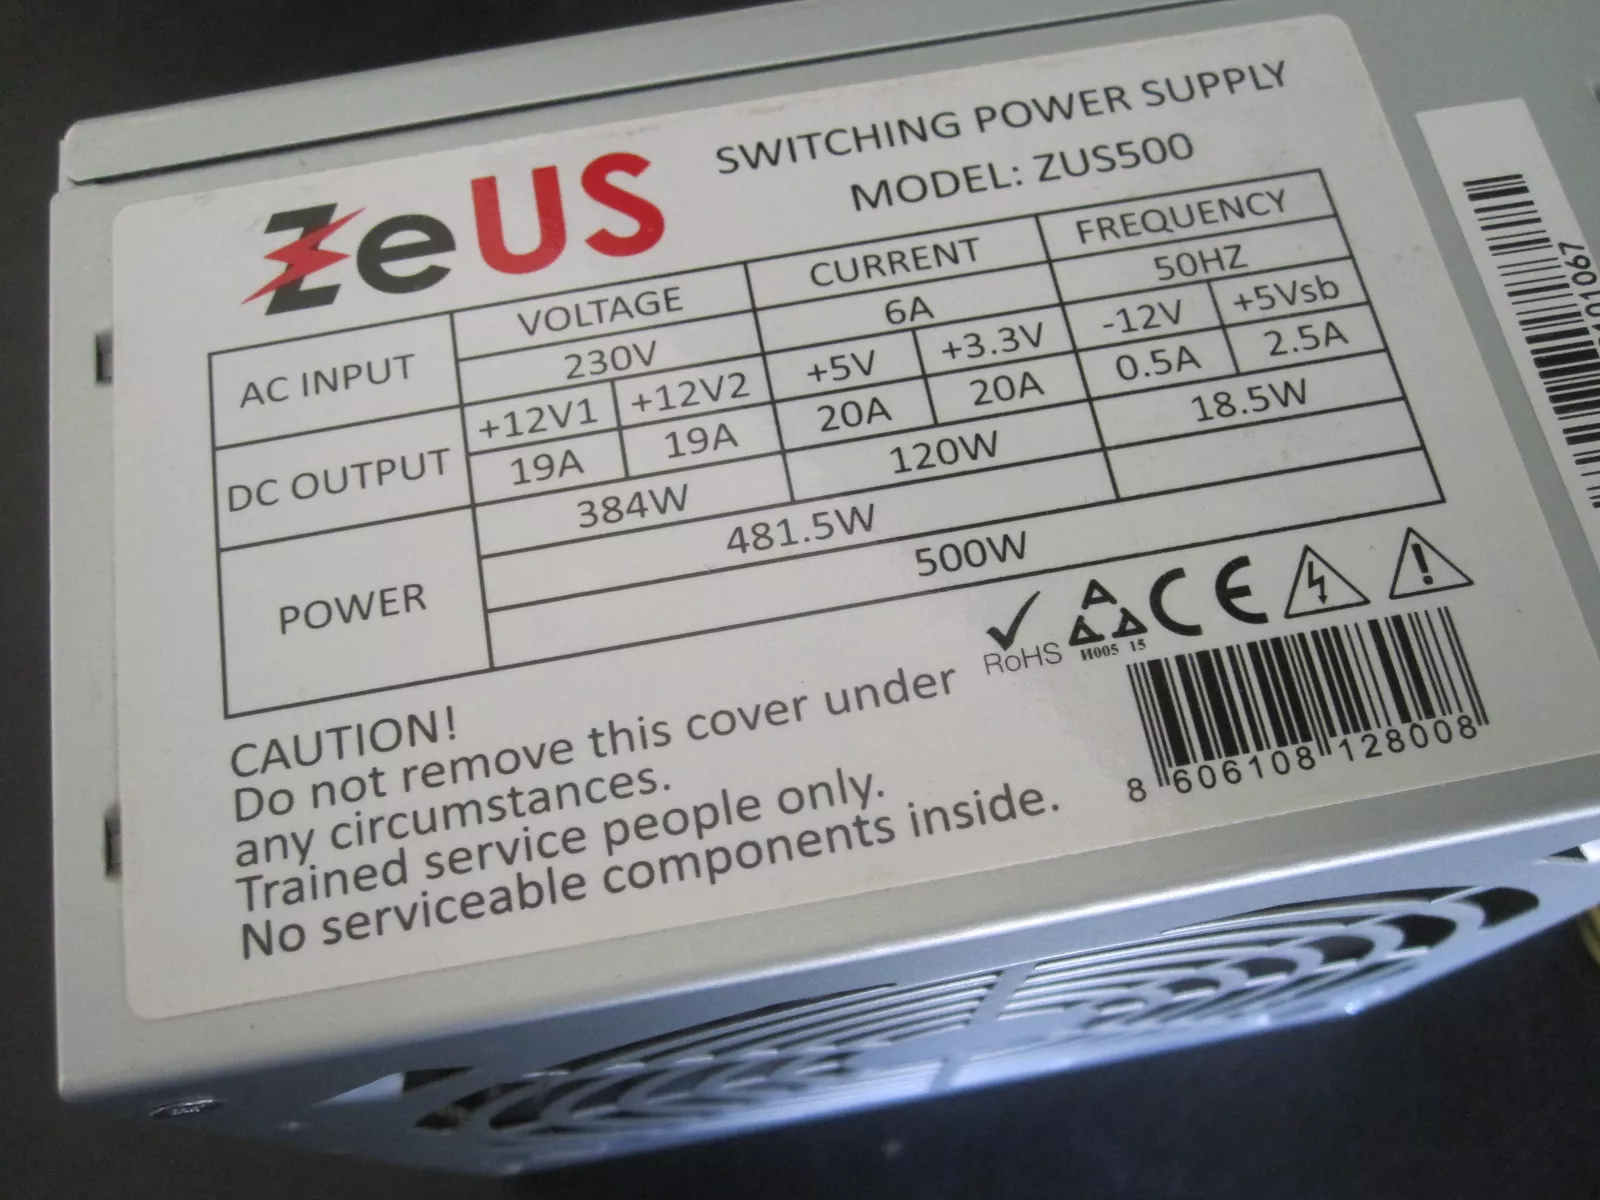 ZeUS
SWITCHING POWER SUPPLY
MODEL: ZUS500
AC INPUT VOLTAGE CURRENT FREQUENCY
230V 6A 50HZ
DC OUTPUT +12V1 +12V2 +5V +3.3V -12V +5Vsb
19A 19A 20A 20A 0.5A 2.5A
POWER 384W 120W 18.5W
481.5W
500W
RoHS
H005 15
CE
CAUTION!
Do not remove this cover under
any circumstances.
Trained service people only.
No serviceable components inside.
8 606108 128008